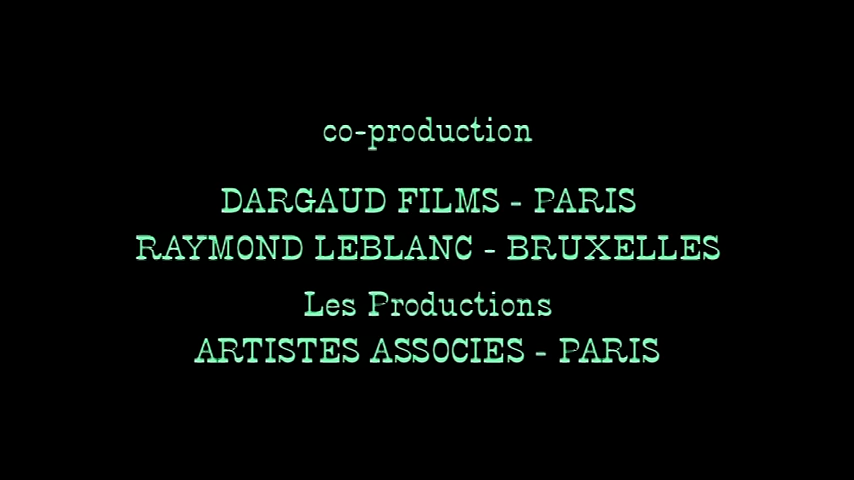 co-production
DARGAUD FILMS - PARIS
RAYMOND LEBLANC - BRUXELLES
Les Productions
ARTISTES ASSOCIES - PARIS